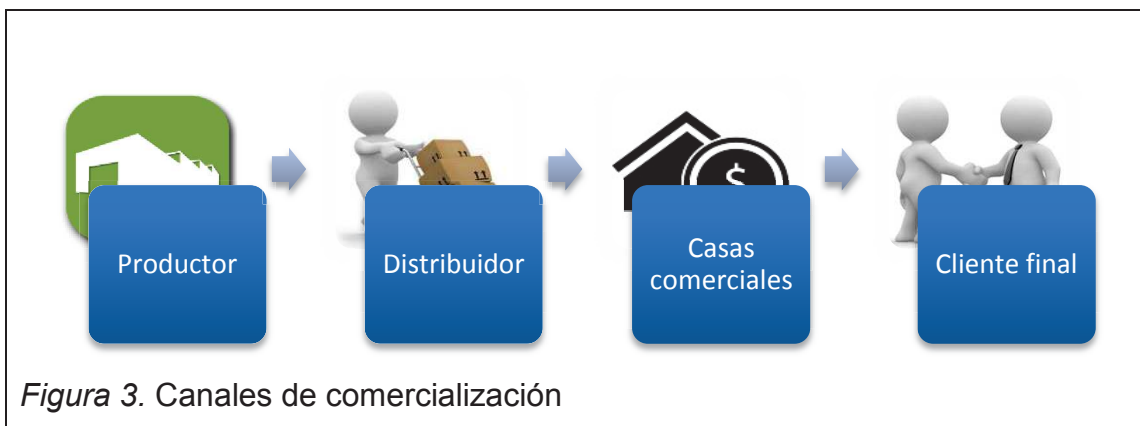 $
Productor
Distribuidor
Casas
comerciales
Cliente final
Figura 3. Canales de comercialización